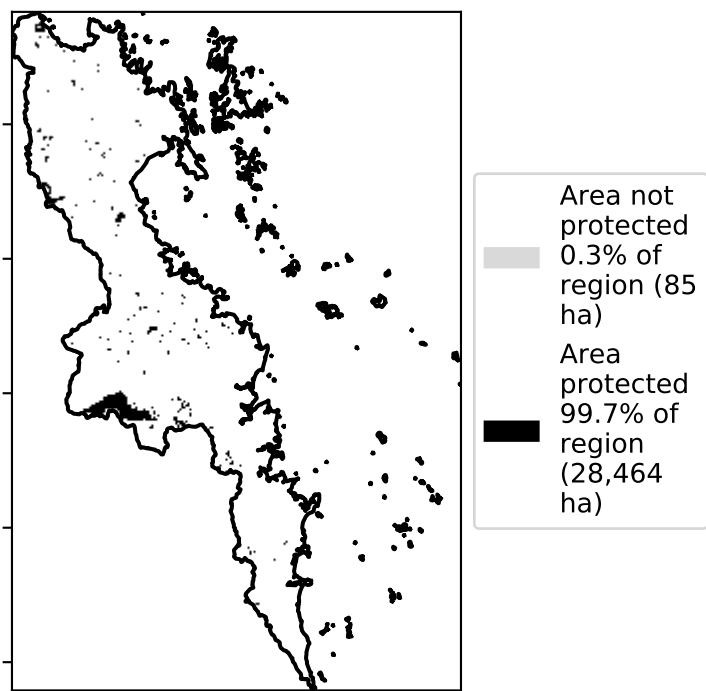 Area not
protected
0.3% of
region (85
ha)
Area
protected
99.7% of
region
(28,464
ha)